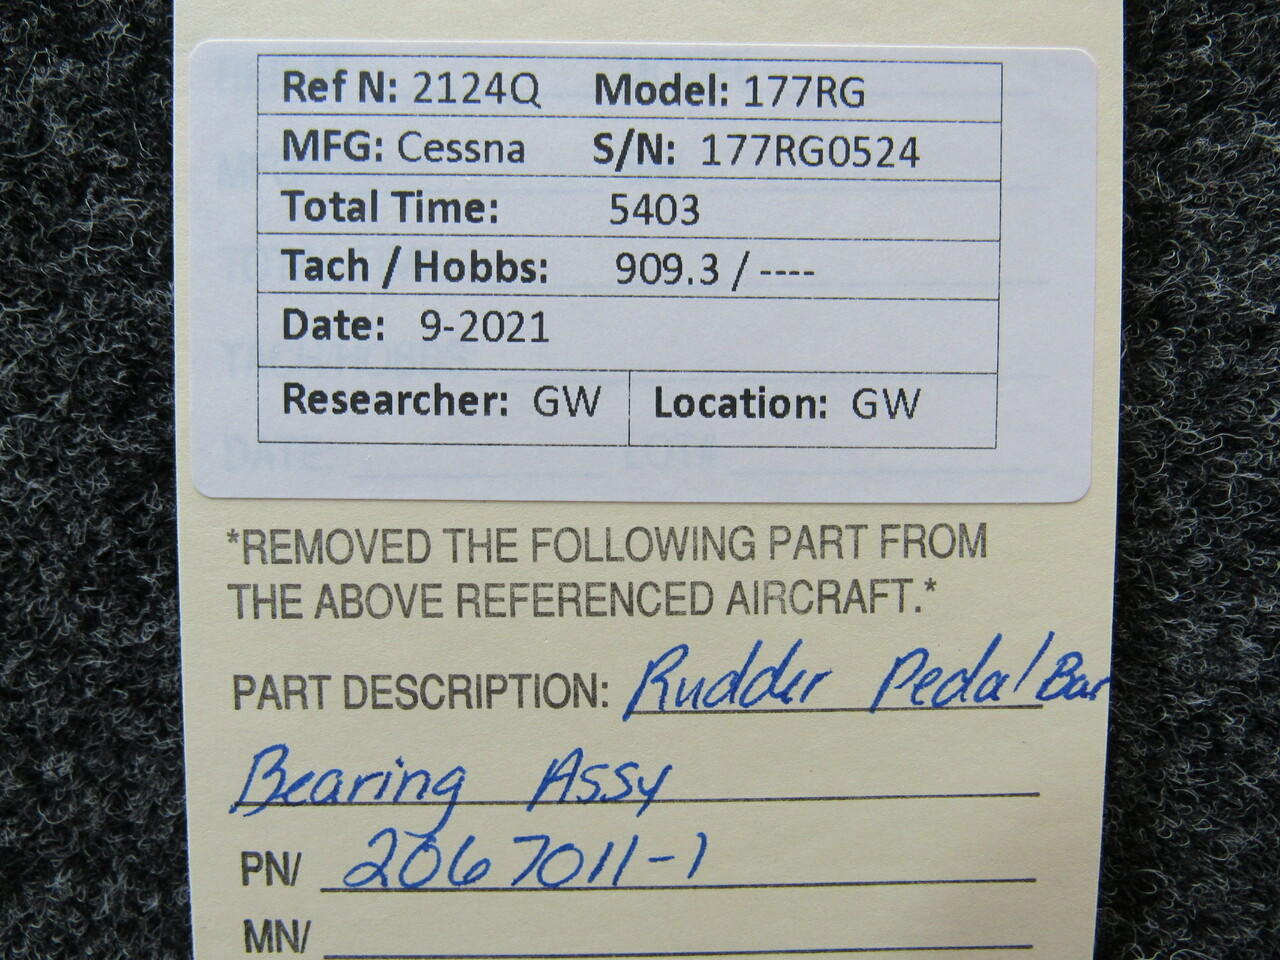 Ref N: 2124Q Model: 177RG
MFG: Cessna S/N: 177RG0524
Total Time: 5403
Tach / Hobbs: 909.3 / ----
Date: 9-2021
Researcher: GW Location: GW
DATE: LOT#
*REMOVED THE FOLLOWING PART FROM
THE ABOVE REFERENCED AIRCRAFT.*
PART DESCRIPTION: Rudder Pedal Bar
Bearing Assy
PN/ 2067011-1
MN/